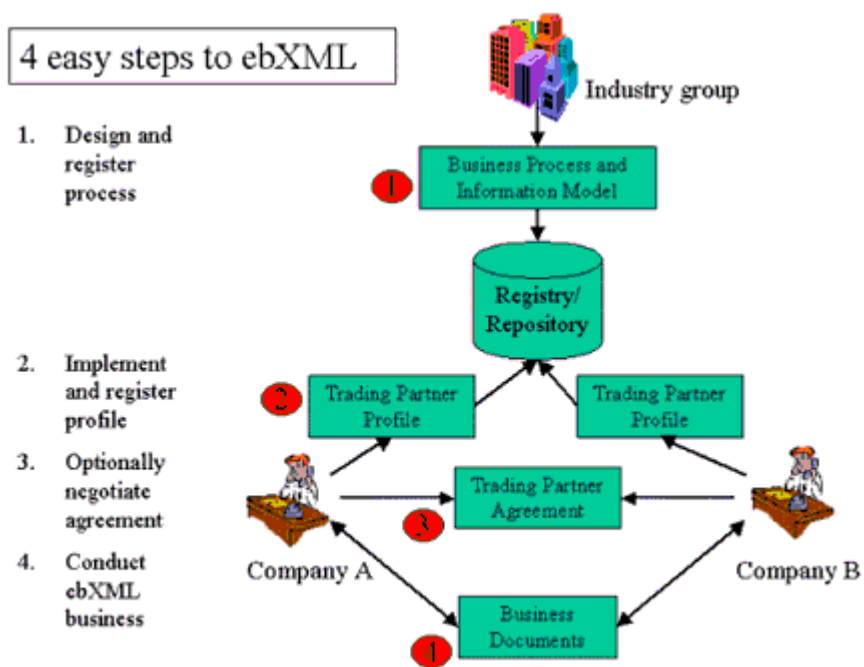 4 easy steps to ebXML
Industry group
1. Design and
register
process
1
Business Process and
Information Model
Registry/
Repository
2. Implement
and register
profile
2
Trading Partner
Profile
Trading Partner
Profile
3. Optionally
negotiate
agreement
3
Trading Partner
Agreement
4. Conduct
ebXML
business
Company A
Company B
4
Business
Documents